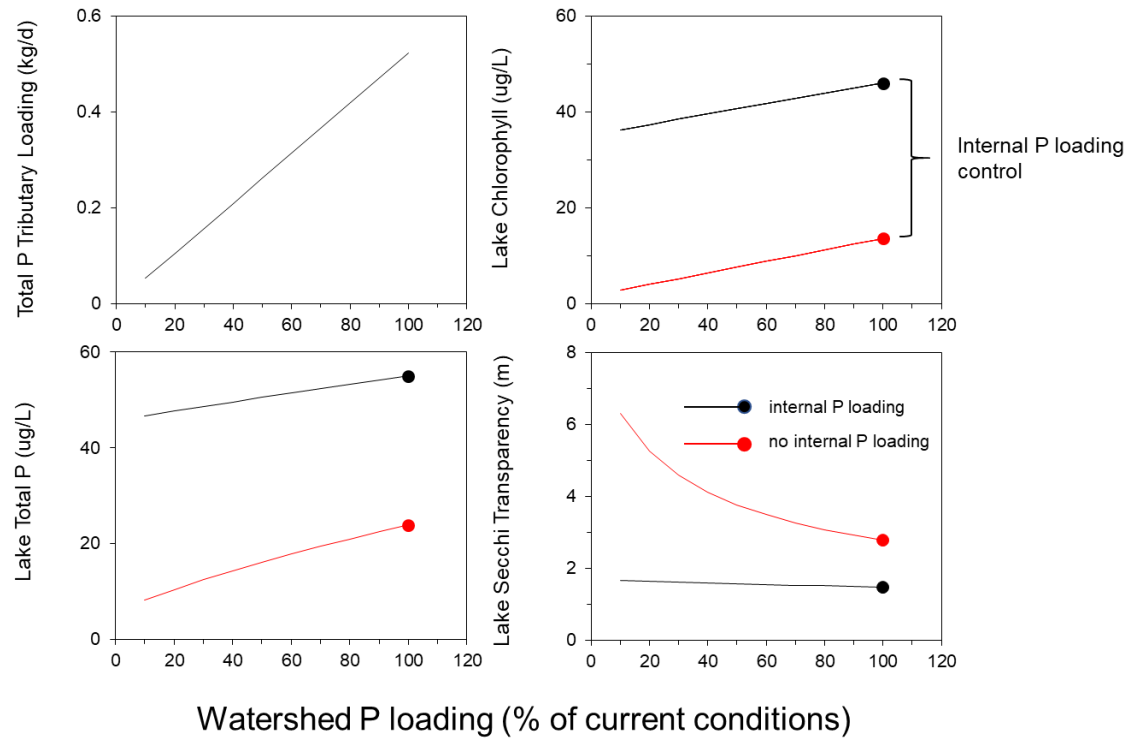 Total P Tributary Loading (kg/d)
0.6
0.4
0.2
0
0 20 40 60 80 100 120
Lake Chlorophyll (ug/L)
60
40
20
0
0 20 40 60 80 100 120
Internal P loading
control
Lake Total P (ug/L)
60
40
20
0
0 20 40 60 80 100 120
Lake Secchi Transparency (m)
8
6
4
2
0
0 20 40 60 80 100 120
internal P loading
no internal P loading
Watershed P loading (% of current conditions)